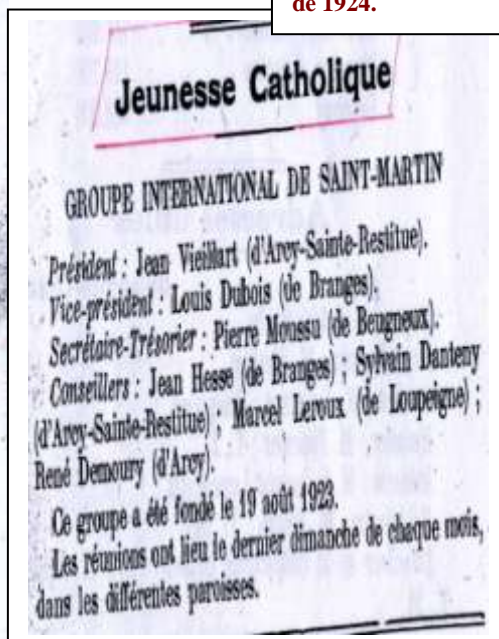 de 1924.
Jeunesse Catholique
GROUPE INTERNATIONAL DE SAINT-MARTIN
Président : Jean Vieillart (d'Arcy-Sainte-Restitue).
Vice-président : Louis Dubois (de Branges).
Secrétaire-Trésorier : Pierre Moussu (de Beugneux).
Conseillers : Jean Hesse (de Branges) ; Sylvain Danteny
(d'Arcy-Sainte-Restitue) ; Marcel Leroux (de Loupeigne) ;
René Demoury (d'Arcy).
Ce groupe a été fondé le 19 août 1923.
Les réunions ont lieu le dernier dimanche de chaque mois,
dans les différentes paroisses.